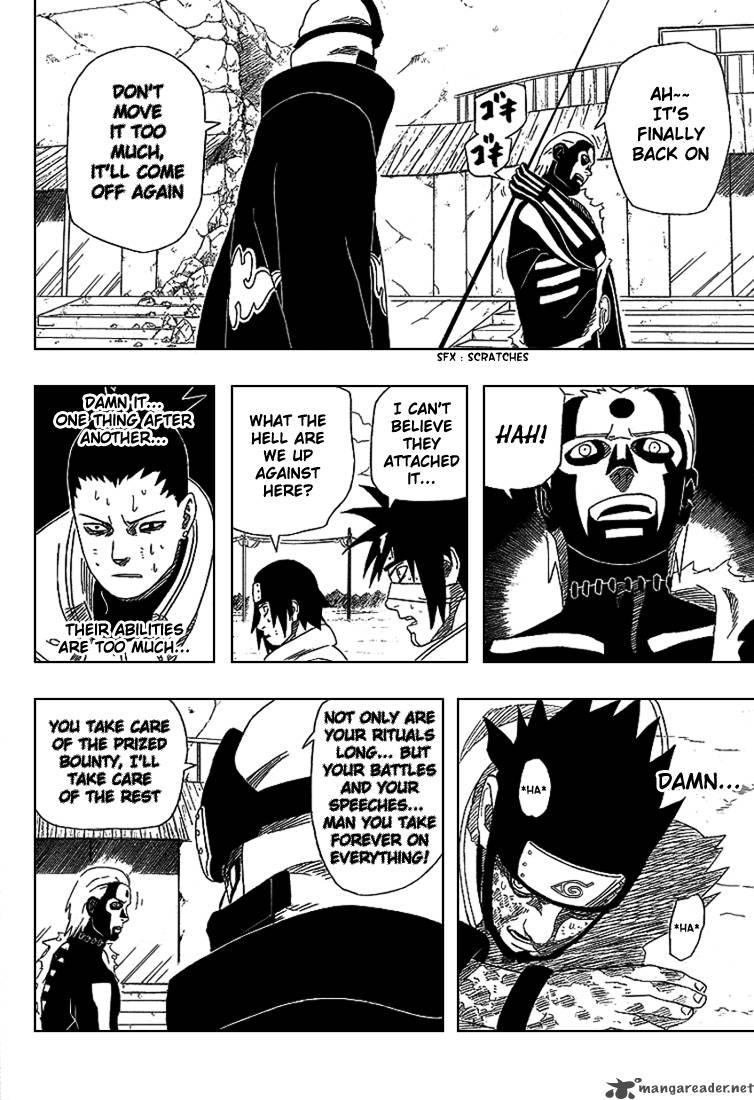 AH~~
IT'S
FINALLY
BACK ON
ゴキ
ゴキ
DON'T
MOVE
IT TOO
MUCH,
IT'LL COME
OFF AGAIN
SFX : SCRATCHES
HAH!
I CAN'T
BELIEVE
THEY
ATTACHED
IT...
WHAT THE
HELL ARE
WE UP
AGAINST
HERE?
DAMN IT...
ONE THING AFTER
ANOTHER...
THEIR ABILITIES
ARE TOO MUCH...
DAMN...
*HA*
*HA*
NOT ONLY ARE
YOUR RITUALS
LONG... BUT
YOUR BATTLES
AND YOUR
SPEECHES...
MAN YOU TAKE
FOREVER ON
EVERYTHING!
YOU TAKE CARE
OF THE PRIZED
BOUNTY, I'LL
TAKE CARE
OF THE REST
mangareader.net